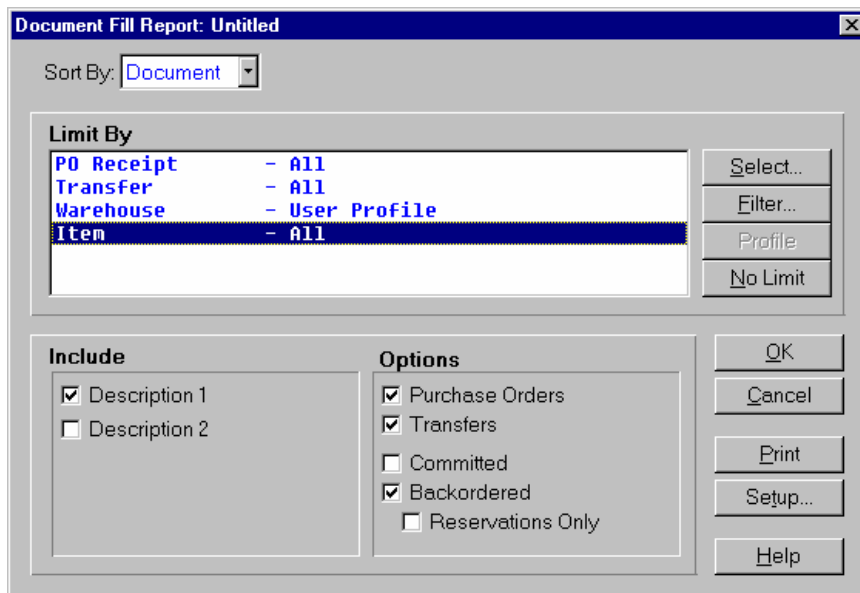 Document Fill Report: Untitled
Sort By: Document
Limit By
PO Receipt - All
Transfer - All
Warehouse - User Profile
Item - All
Select...
Filter...
Profile
No Limit
Include
Description 1
Description 2
Options
Purchase Orders
Transfers
Committed
Backordered
Reservations Only
OK
Cancel
Print
Setup...
Help